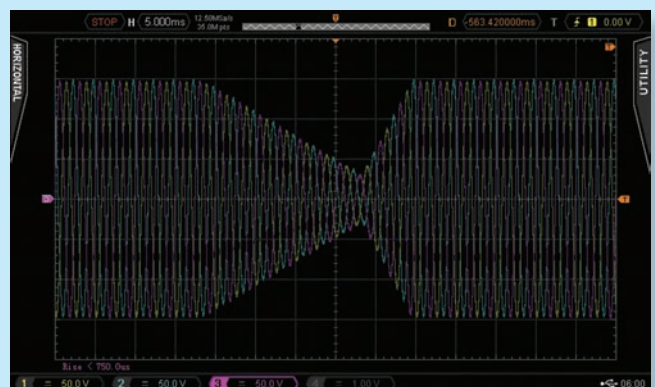 STOP H 5.000ms 12.50MSa/s 35.0M pts D -563.420000ms T 1 0.00 V
HORIZONTAL
UTILITY
T
T
Rise < 750.0us
1 = 50.0 V 2 = 50.0 V 3 = 50.0 V 4 = 1.00 V 06:00